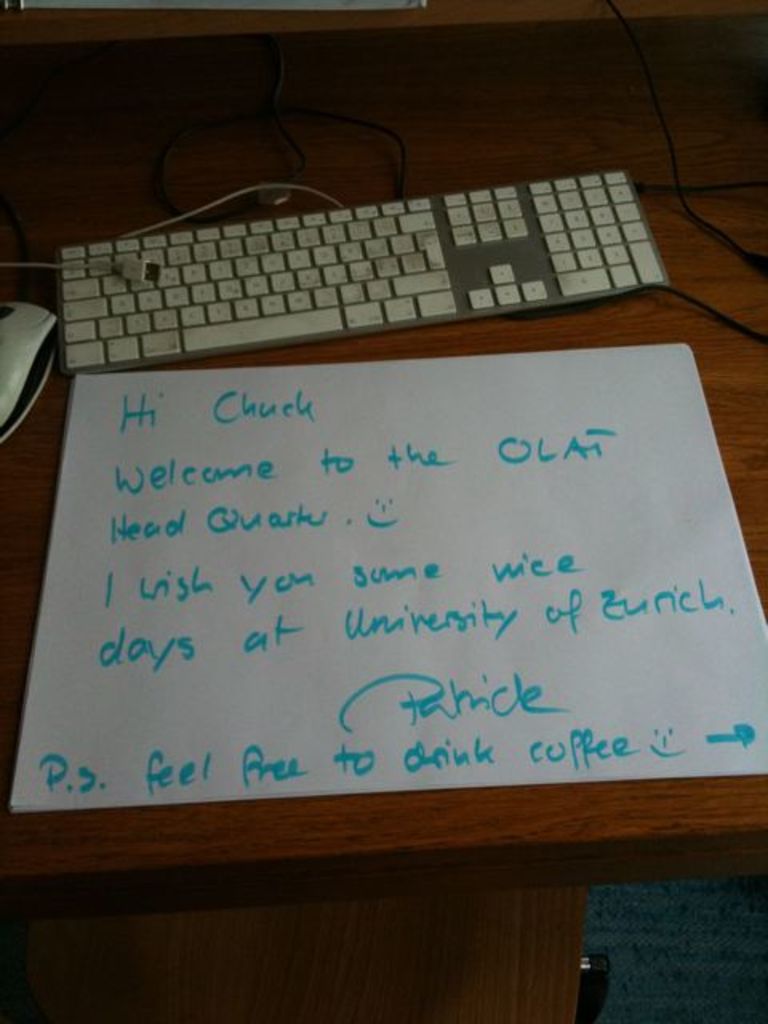 Hi Chuck
Welcome to the OLAT
Head Quarter. :)
I wish you some nice
days at University of Zurich.
Patrick
P.s. feel free to drink coffee :) →